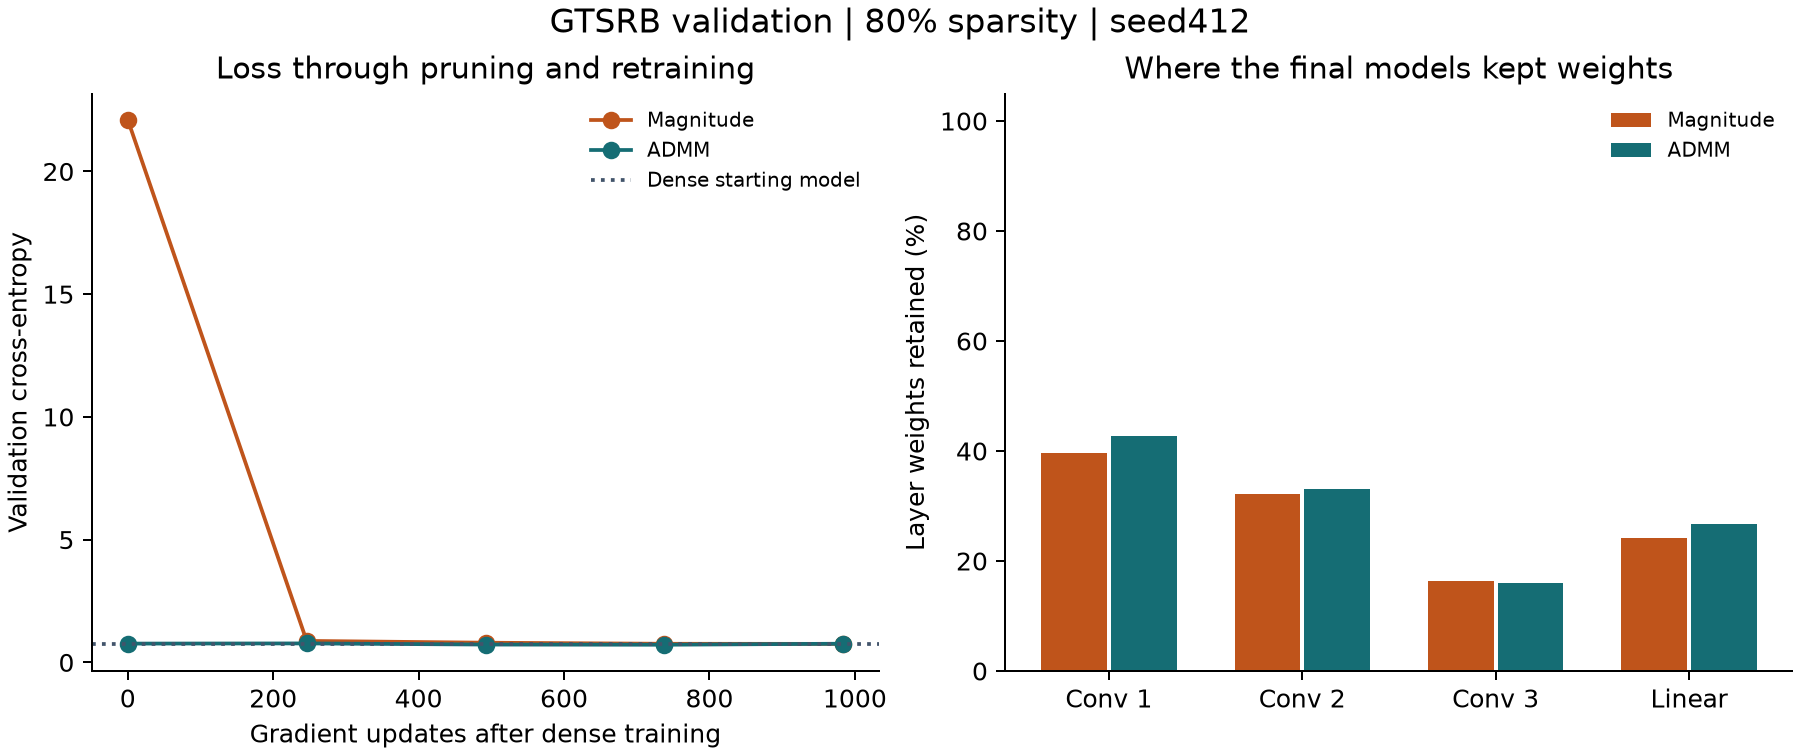 GTSRB validation | 80% sparsity | seed412
Loss through pruning and retraining
Validation cross-entropy
20
15
10
5
0
0 200 400 600 800 1000
Gradient updates after dense training
Magnitude
ADMM
Dense starting model
Where the final models kept weights
Layer weights retained (%)
100
80
60
40
20
0
Conv 1 Conv 2 Conv 3 Linear
Magnitude
ADMM